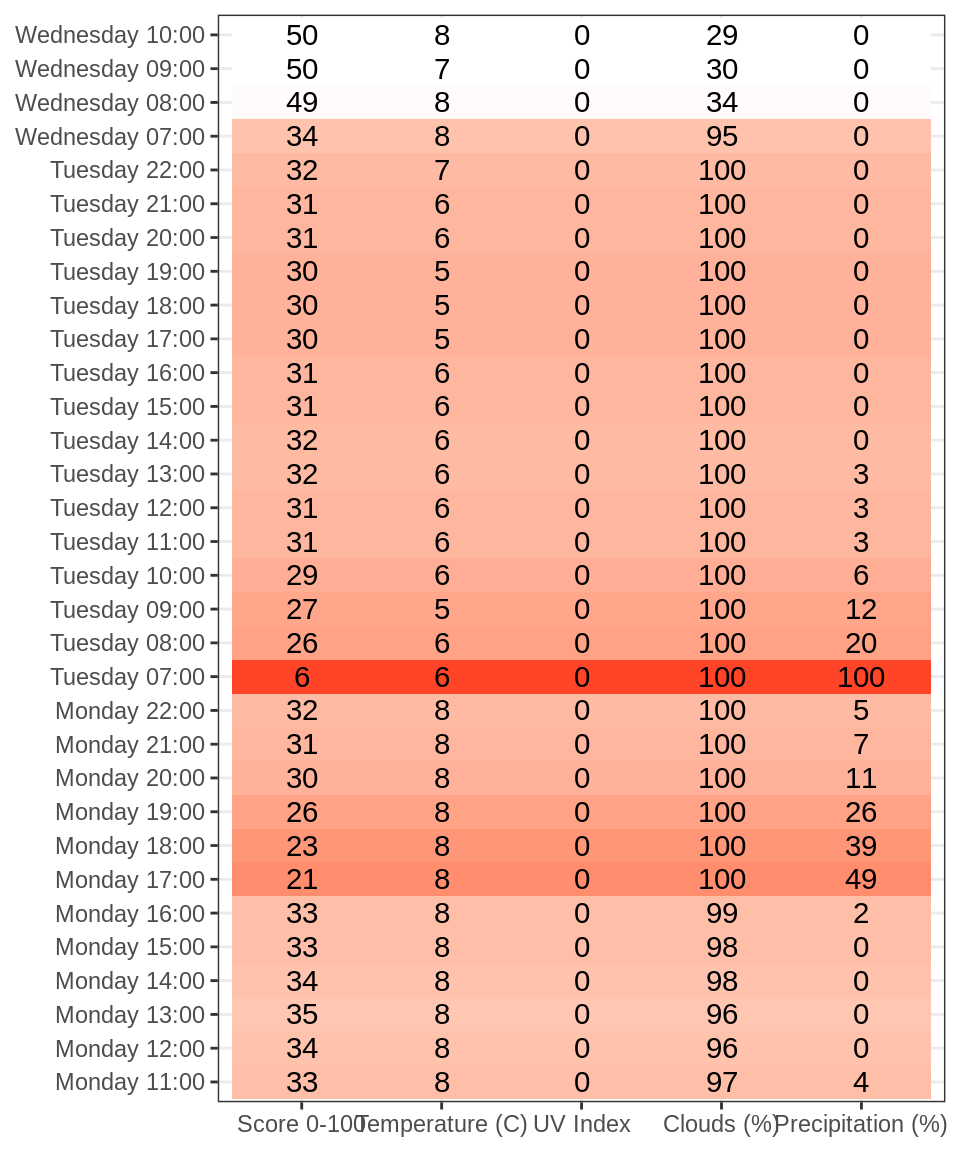 Wednesday 10:00 50 8 0 29 0
Wednesday 09:00 50 7 0 30 0
Wednesday 08:00 49 8 0 34 0
Wednesday 07:00 34 8 0 95 0
Tuesday 22:00 32 7 0 100 0
Tuesday 21:00 31 6 0 100 0
Tuesday 20:00 31 6 0 100 0
Tuesday 19:00 30 5 0 100 0
Tuesday 18:00 30 5 0 100 0
Tuesday 17:00 30 5 0 100 0
Tuesday 16:00 31 6 0 100 0
Tuesday 15:00 31 6 0 100 0
Tuesday 14:00 32 6 0 100 0
Tuesday 13:00 32 6 0 100 3
Tuesday 12:00 31 6 0 100 3
Tuesday 11:00 31 6 0 100 3
Tuesday 10:00 29 6 0 100 6
Tuesday 09:00 27 5 0 100 12
Tuesday 08:00 26 6 0 100 20
Tuesday 07:00 6 6 0 100 100
Monday 22:00 32 8 0 100 5
Monday 21:00 31 8 0 100 7
Monday 20:00 30 8 0 100 11
Monday 19:00 26 8 0 100 26
Monday 18:00 23 8 0 100 39
Monday 17:00 21 8 0 100 49
Monday 16:00 33 8 0 99 2
Monday 15:00 33 8 0 98 0
Monday 14:00 34 8 0 98 0
Monday 13:00 35 8 0 96 0
Monday 12:00 34 8 0 96 0
Monday 11:00 33 8 0 97 4
Score 0-100 Temperature (C) UV Index Clouds (%) Precipitation (%)